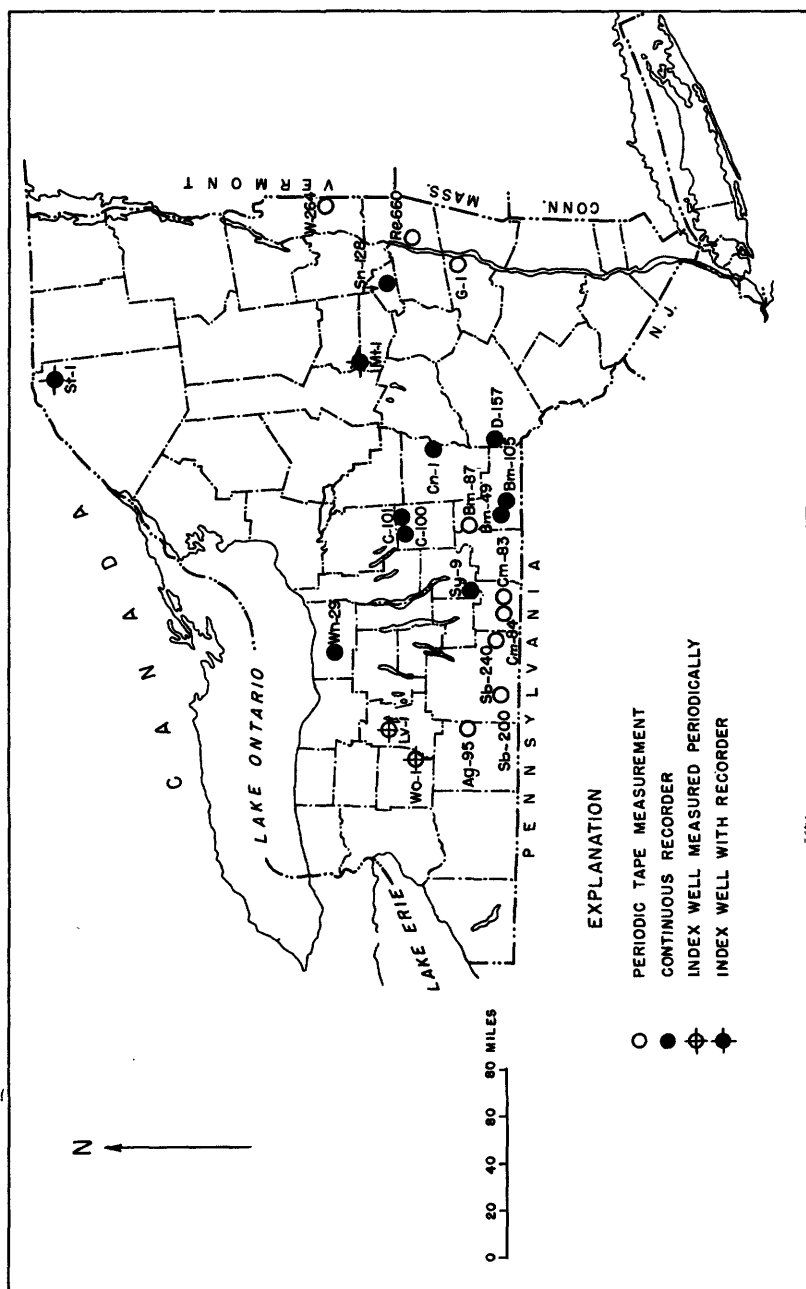 N
CANADA
LAKE ONTARIO
LAKE ERIE
VERMONT
MASS.
CONN.
N. J.
PENNSYLVANIA
St-1
W-264
Re-660
Sn-128
G-1
Mt-1
D-157
Cn-1
Bm-105
Bm-49
Bm-87
C-101
C-100
Sy-9
Cm-83
Cm-84
Wn-29
Sb-240
Sb-200
Lv-1
Wo-1
Ag-95
EXPLANATION
PERIODIC TAPE MEASUREMENT
CONTINUOUS RECORDER
INDEX WELL MEASURED PERIODICALLY
INDEX WELL WITH RECORDER
0 20 40 60 80 MILES